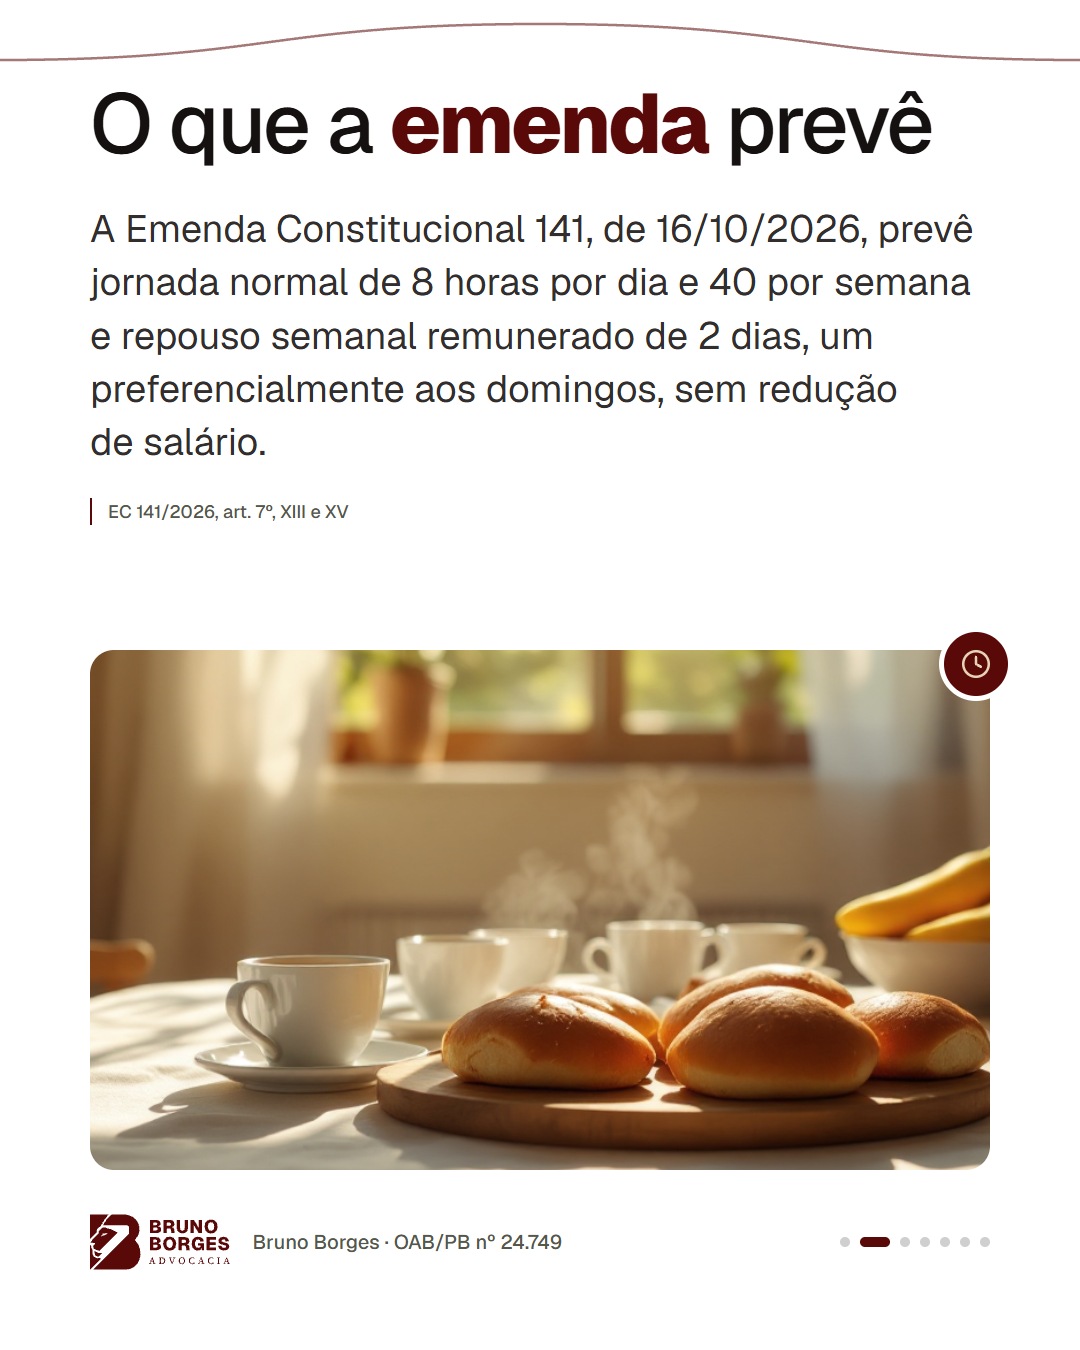 O que a emenda prevê
A Emenda Constitucional 141, de 16/10/2026, prevê
jornada normal de 8 horas por dia e 40 por semana
e repouso semanal remunerado de 2 dias, um
preferencialmente aos domingos, sem redução
de salário.
EC 141/2026, art. 7º, XIII e XV
BRUNO
BORGES
ADVOCACIA
Bruno Borges · OAB/PB nº 24.749